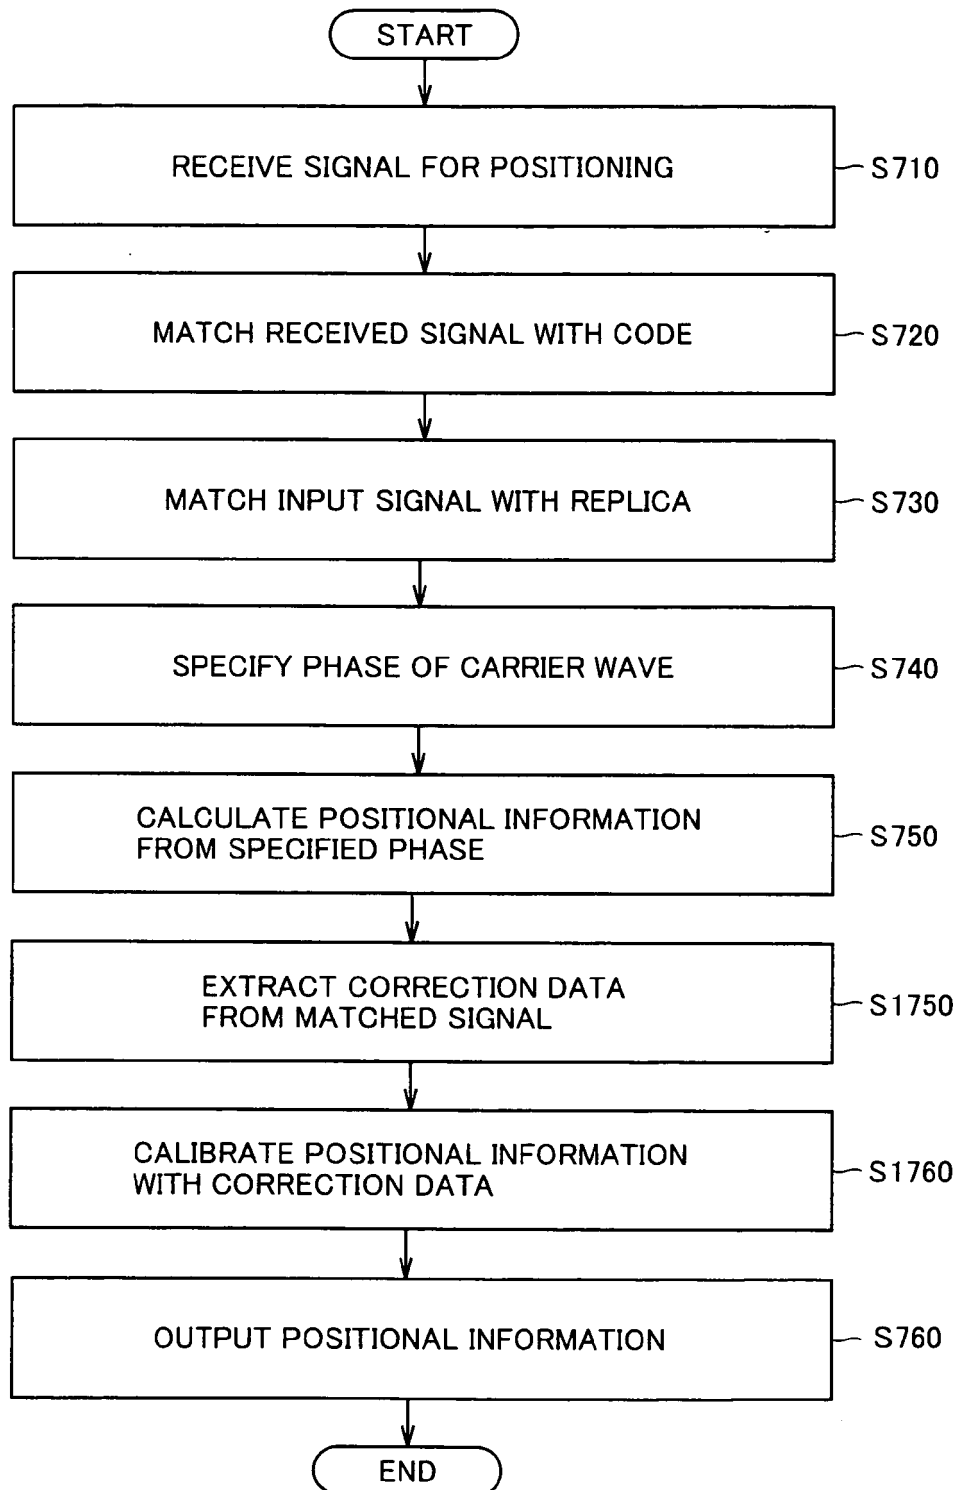 START
RECEIVE SIGNAL FOR POSITIONING
S710
MATCH RECEIVED SIGNAL WITH CODE
S720
MATCH INPUT SIGNAL WITH REPLICA
S730
SPECIFY PHASE OF CARRIER WAVE
S740
CALCULATE POSITIONAL INFORMATION
FROM SPECIFIED PHASE
S750
EXTRACT CORRECTION DATA
FROM MATCHED SIGNAL
S1750
CALIBRATE POSITIONAL INFORMATION
WITH CORRECTION DATA
S1760
OUTPUT POSITIONAL INFORMATION
S760
END